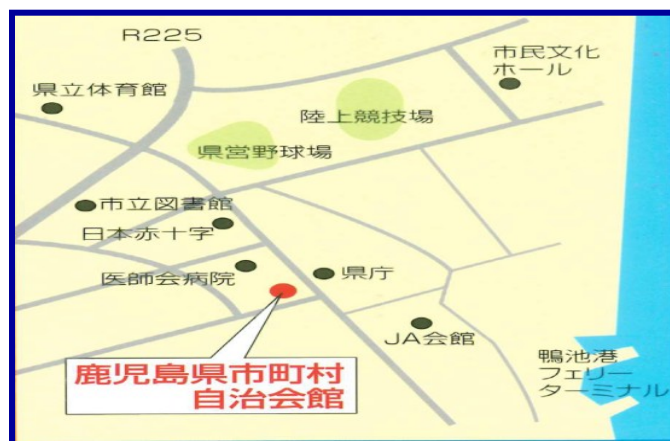 R225
市民文化
ホール
県立体育館
陸上競技場
県営野球場
市立図書館
日本赤十字
医師会病院
県庁
JA会館
鴨池港
フェリー
ターミナル
鹿児島県市町村
自治会館